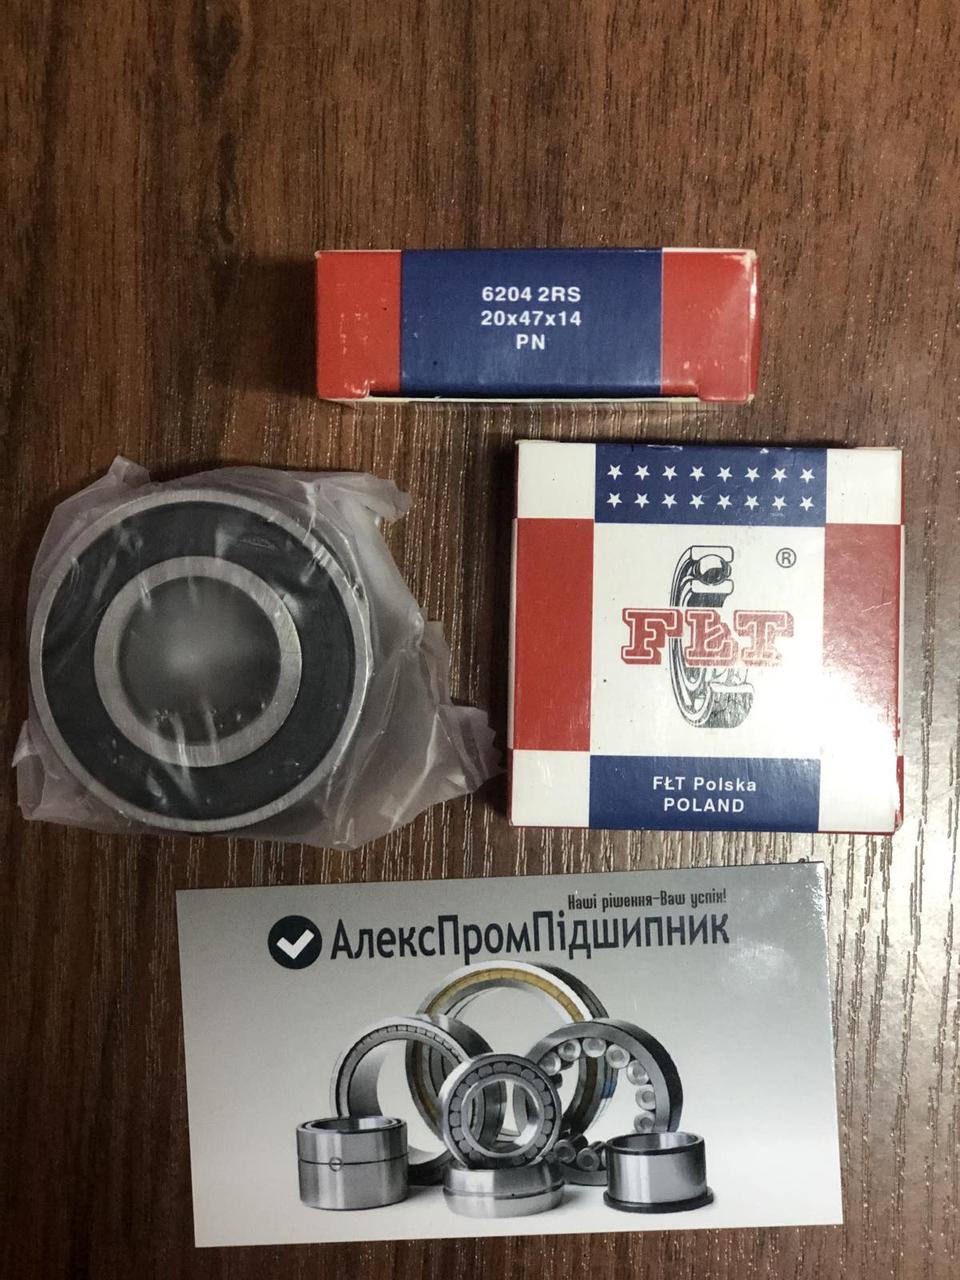 6204 2RS
20x47x14
PN
®
FŁT
FŁT Polska
POLAND
Наші рішення-Ваш успіх!
АлексПромПідшипник